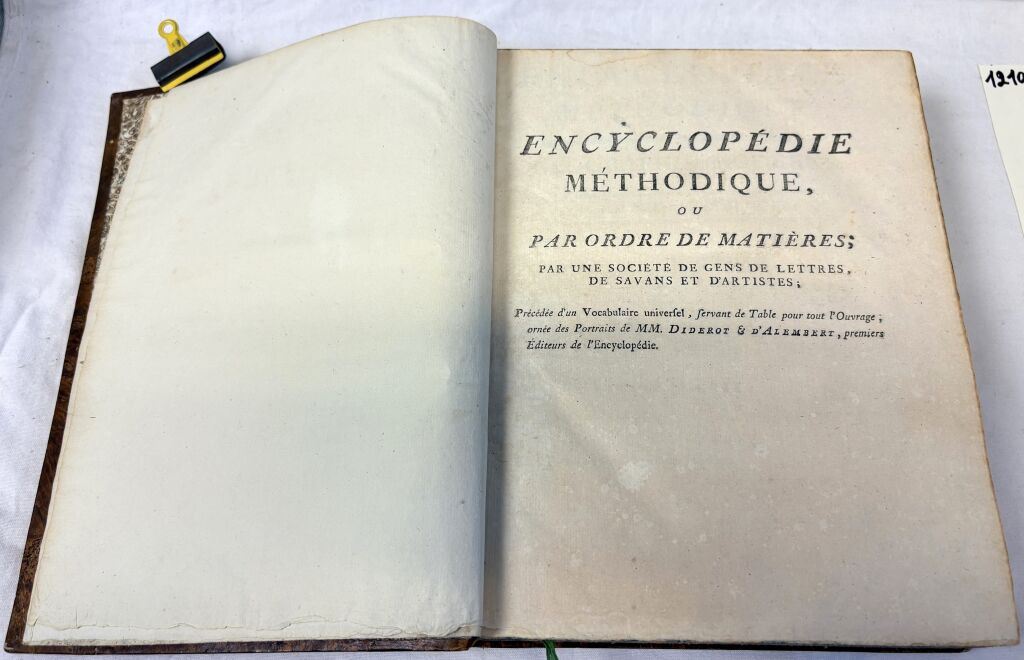 ENCYCLOPÉDIE
MÉTHODIQUE,
OU
PAR ORDRE DE MATIÈRES;
PAR UNE SOCIÉTÉ DE GENS DE LETTRES,
DE SAVANS ET D'ARTISTES;
Précédée d'un Vocabulaire univerſel, ſervant de Table pour tout l'Ouvrage,
ornée des Portraits de MM. DIDEROT & D'ALEMBERT, premiers
Éditeurs de l'Encyclopédie.
1210